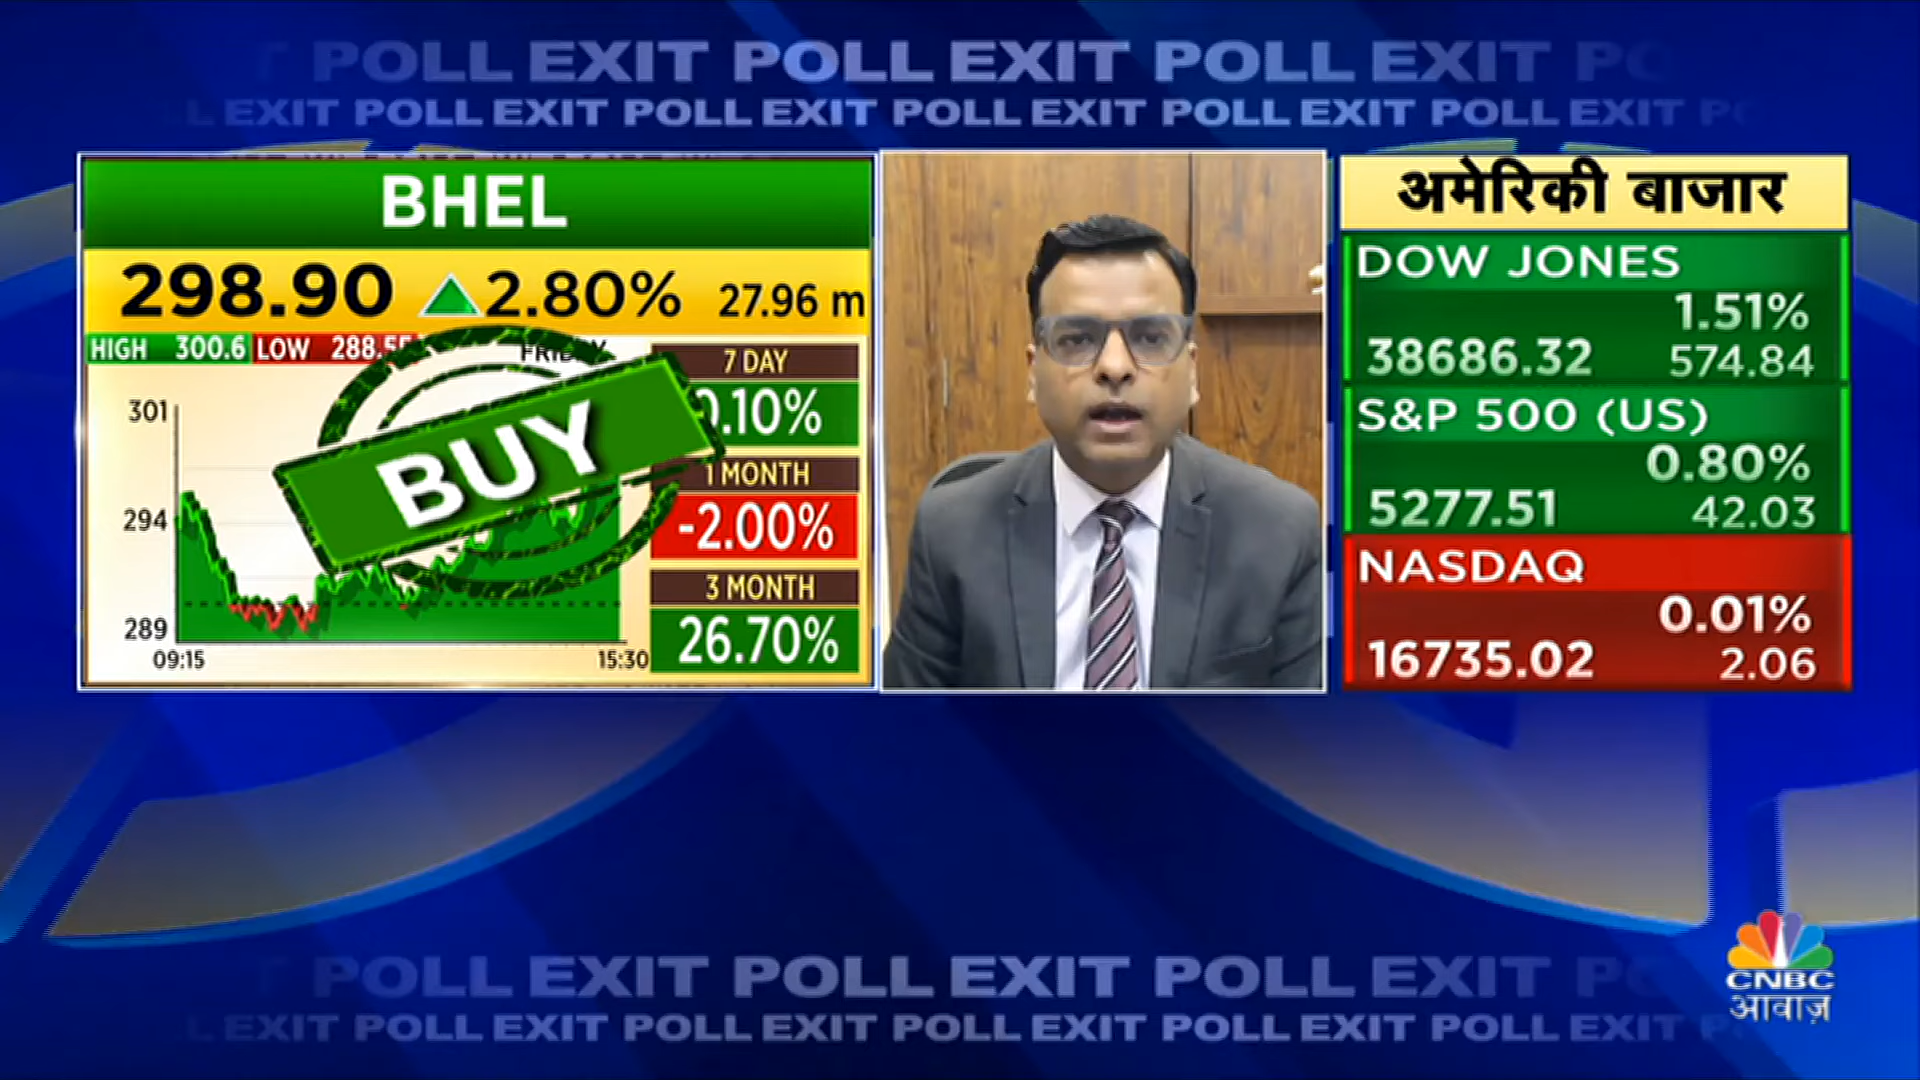 POLL EXIT POLL EXIT POLL EXIT
EXIT POLL EXIT POLL EXIT POLL EXIT POLL EXIT POLL EXIT
BHEL
298.90 2.80% 27.96 m
HIGH 300.6 LOW
301
294
289
09:15 15:30
BUY
7 DAY
.10%
1 MONTH
-2.00%
3 MONTH
26.70%
अमेरिकी बाजार
DOW JONES
1.51%
38686.32 574.84
S&P 500 (US)
0.80%
5277.51 42.03
NASDAQ
0.01%
16735.02 2.06
POLL EXIT POLL EXIT POLL EXIT
EXIT POLL EXIT POLL EXIT POLL EXIT POLL EXIT POLL EXIT
CNBC
आवाज़